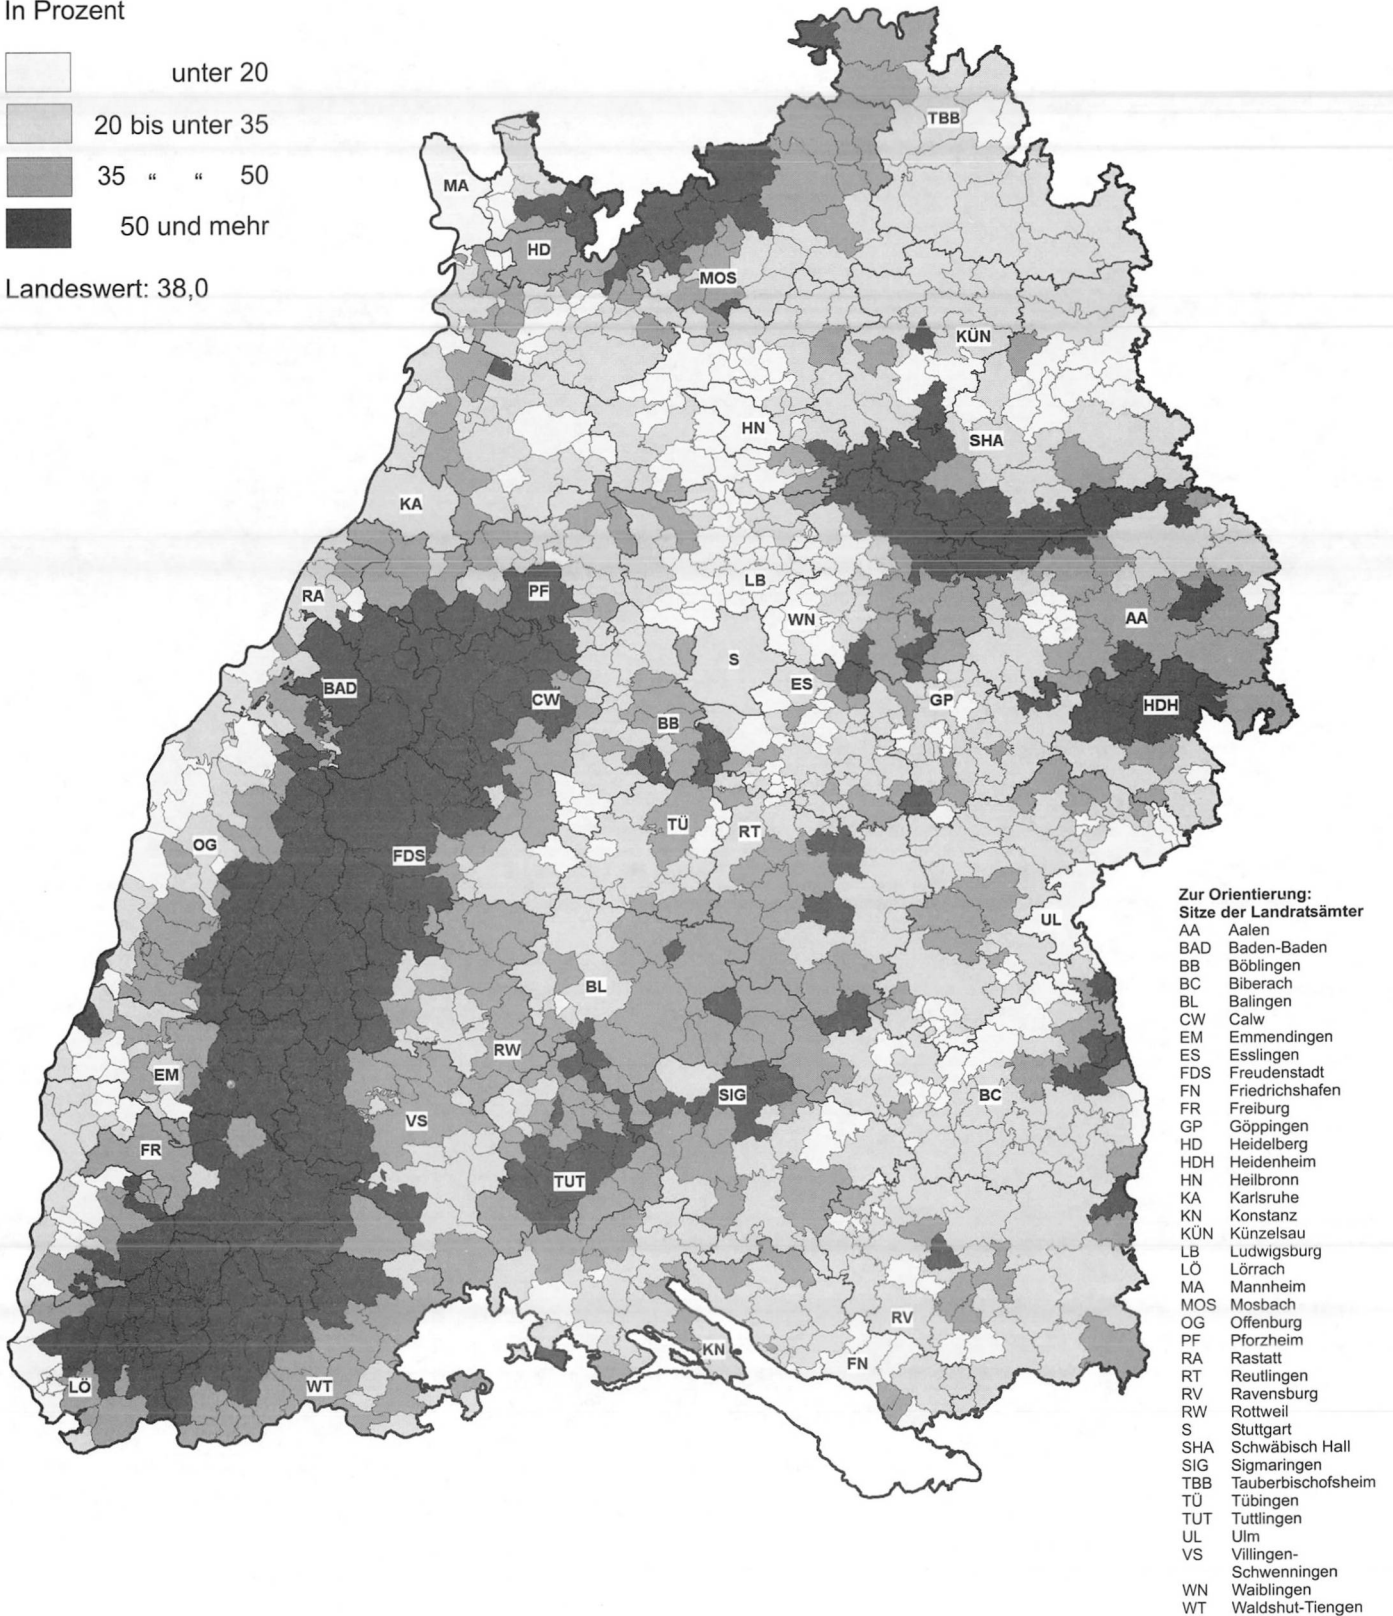 In Prozent
unter 20
20 bis unter 35
35 “ “ 50
50 und mehr
Landeswert: 38,0
TBB
MA
HD
MOS
KÜN
HN
SHA
KA
LB
PF
RA
WN
AA
S
ES
BAD
CW
GP
HDH
BB
TÜ
RT
OG
FDS
UL
BL
RW
EM
SIG
BC
VS
FR
TUT
RV
KN
FN
LÖ
WT
Zur Orientierung:
Sitze der Landratsämter
AA Aalen
BAD Baden-Baden
BB Böblingen
BC Biberach
BL Balingen
CW Calw
EM Emmendingen
ES Esslingen
FDS Freudenstadt
FN Friedrichshafen
FR Freiburg
GP Göppingen
HD Heidelberg
HDH Heidenheim
HN Heilbronn
KA Karlsruhe
KN Konstanz
KÜN Künzelsau
LB Ludwigsburg
LÖ Lörrach
MA Mannheim
MOS Mosbach
OG Offenburg
PF Pforzheim
RA Rastatt
RT Reutlingen
RV Ravensburg
RW Rottweil
S Stuttgart
SHA Schwäbisch Hall
SIG Sigmaringen
TBB Tauberbischofsheim
TÜ Tübingen
TUT Tuttlingen
UL Ulm
VS Villingen-
Schwenningen
WN Waiblingen
WT Waldshut-Tiengen